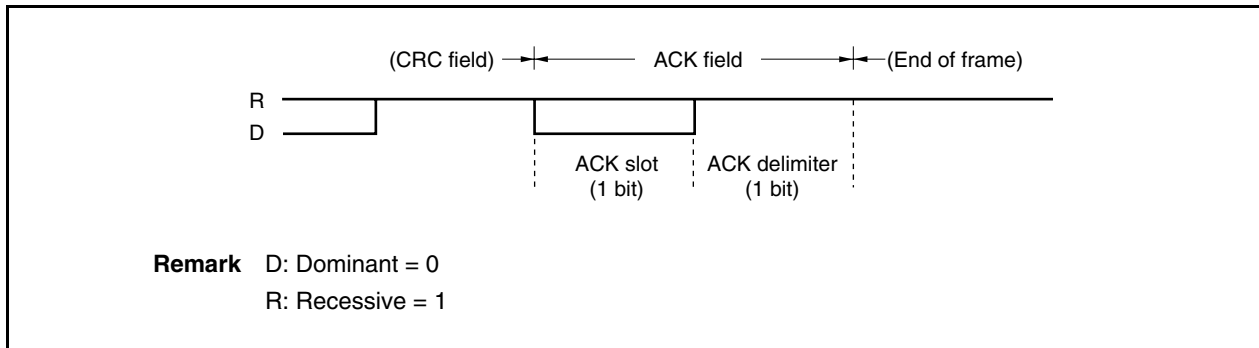 (CRC field) ACK field (End of frame)
R
D
ACK slot ACK delimiter
(1 bit) (1 bit)
Remark D: Dominant = 0
R: Recessive = 1